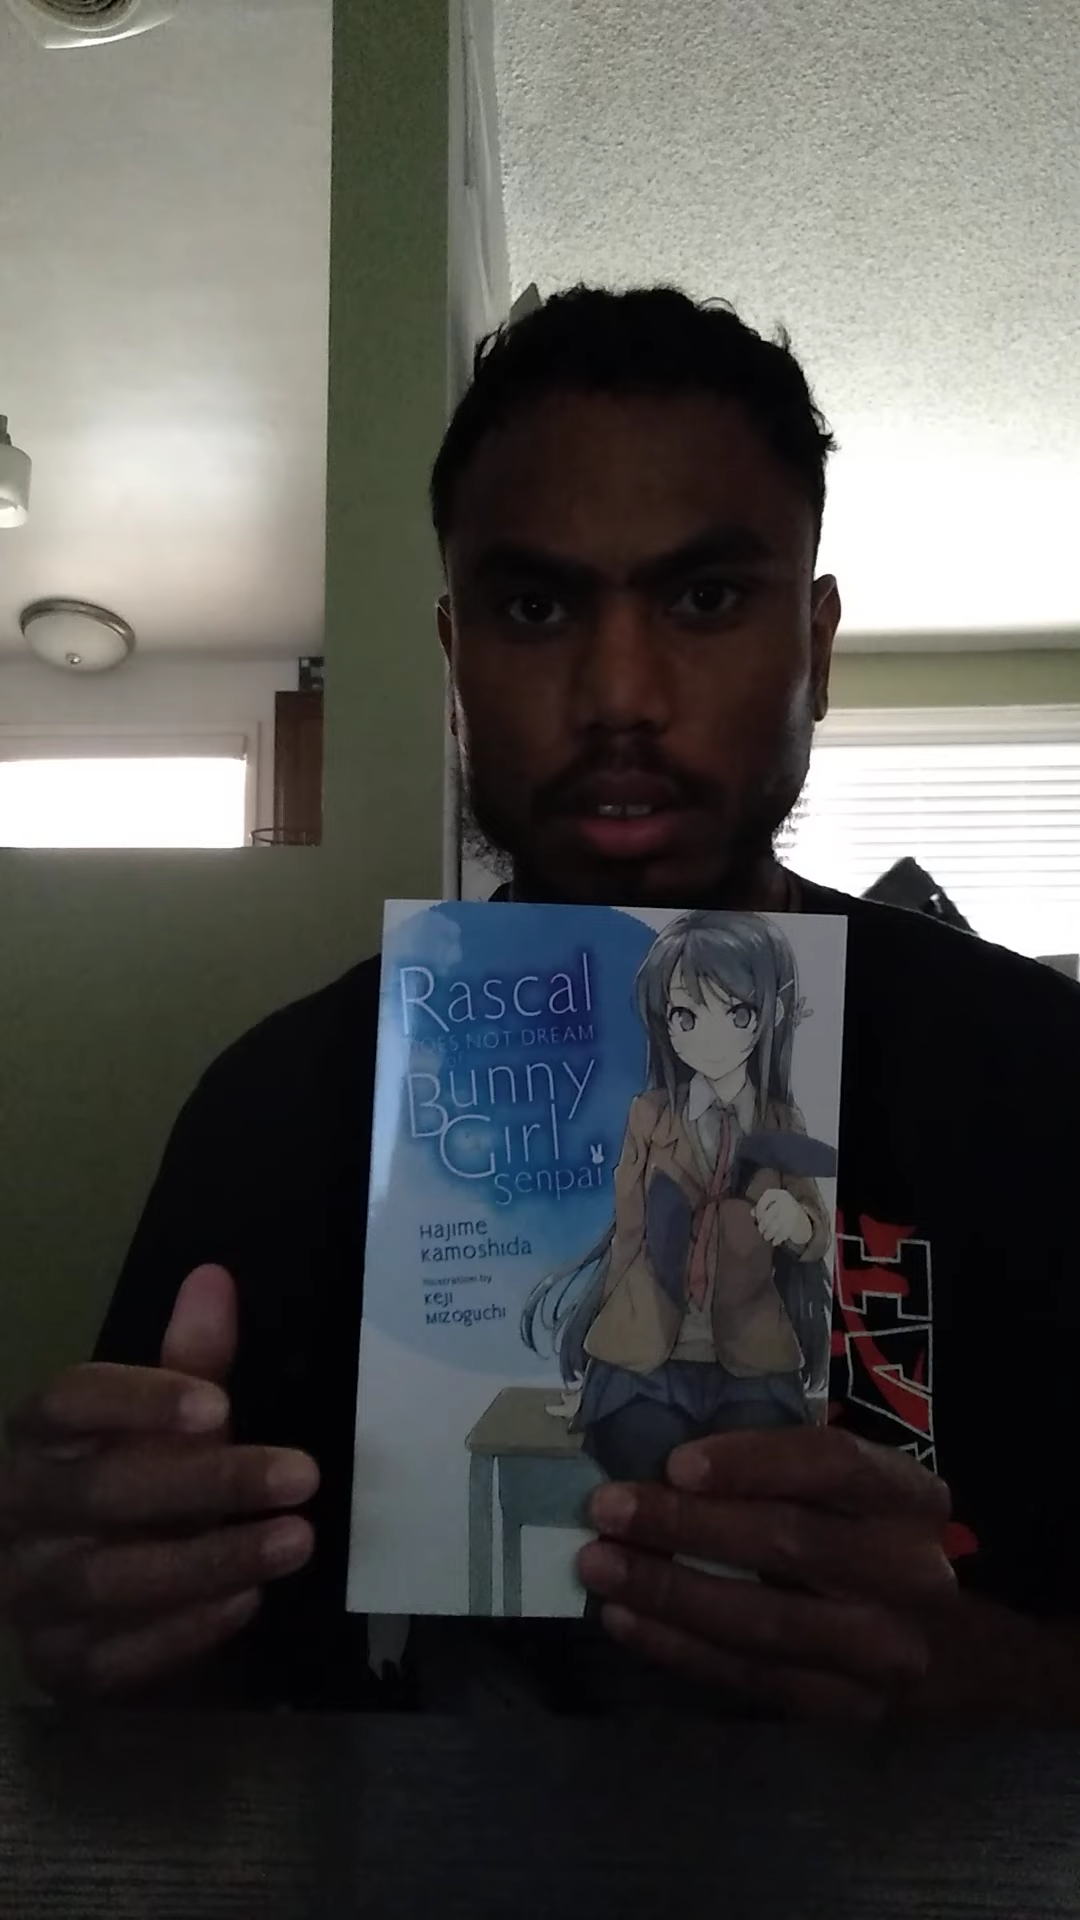 Rascal
DOES NOT DREAM
of
Bunny
Girl
Senpai
Hajime
Kamoshida
Illustration by
Keji
Mizoguchi